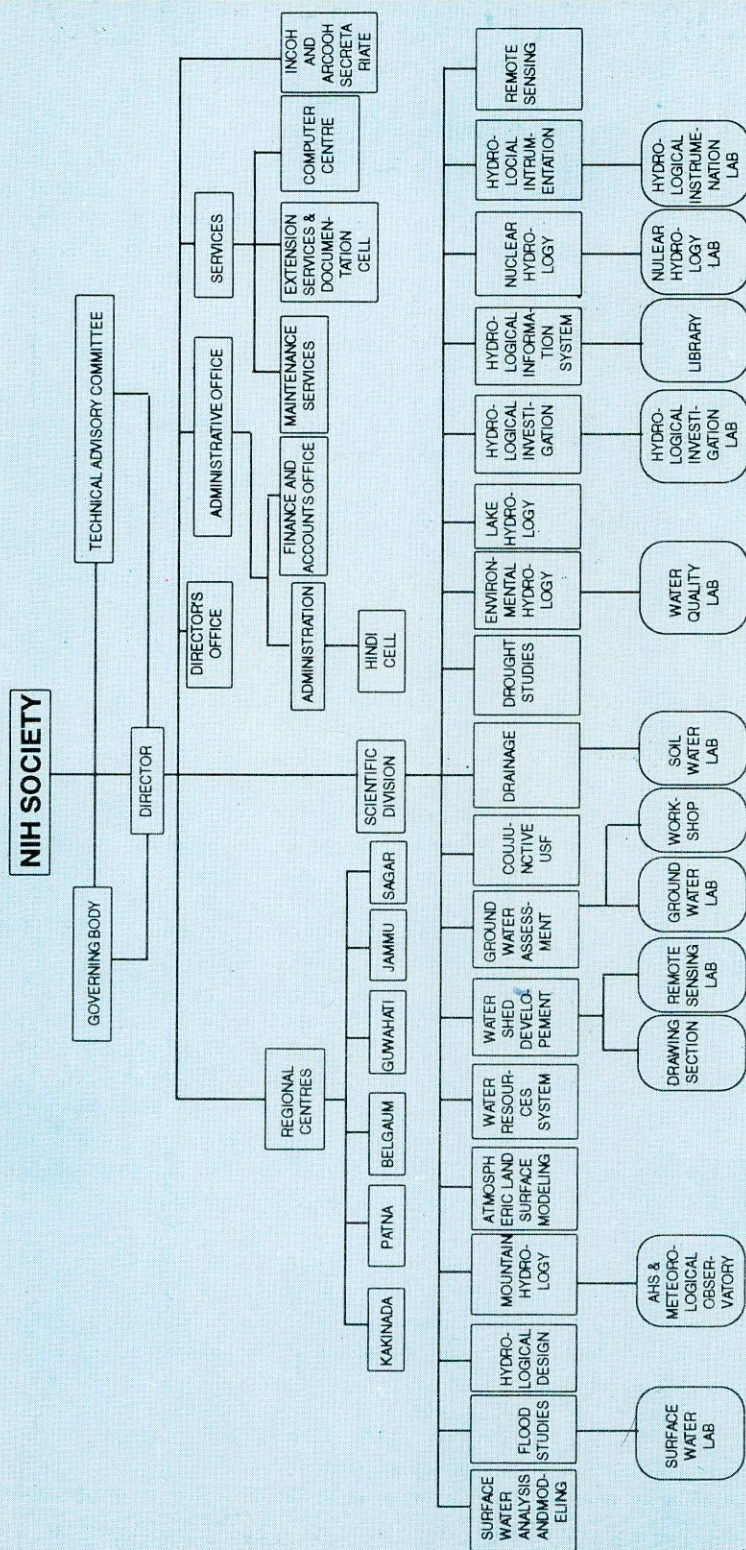 NIH SOCIETY
GOVERNING BODY
TECHNICAL ADVISORY COMMITTEE
DIRECTOR
REGIONAL
CENTRES
SCIENTIFIC
DIVISION
DIRECTOR'S
OFFICE
ADMINISTRATIVE OFFICE
SERVICES
INCOH
AND
ARCOOH
SECRETA
RIATE
KAKINADA
PATNA
BELGAUM
GUWAHATI
JAMMU
SAGAR
ADMINISTRATION
FINANCE AND
ACCOUNTS OFFICE
MAINTENANCE
SERVICES
EXTENSION
SERVICES &
DOCUMEN-
TATION
CELL
COMPUTER
CENTRE
HINDI
CELL
SURFACE
WATER
ANALYSIS
ANDMOD-
ELING
FLOOD
STUDIES
HYDRO-
LOGICAL
DESIGN
MOUNTAIN
HYDRO-
LOGY
ATMOSPH
ERIC LAND
SURFACE
MODELING
WATER
RESOUR-
CES
SYSTEM
WATER
SHED
DEVELO-
PEMENT
GROUND
WATER
ASSESS-
MENT
COUJU-
NCTIVE
USF
DRAINAGE
DROUGHT
STUDIES
ENVIRON-
MENTAL
HYDRO-
LOGY
LAKE
HYDRO-
LOGY
HYDRO-
LOGICAL
INVESTI-
GATION
HYDRO-
LOGICAL
INFORMA-
TION
SYSTEM
NUCLEAR
HYDRO-
LOGY
HYDRO-
LOCIAL
INTRUM-
ENTATION
REMOTE
SENSING
SURFACE
WATER
LAB
AHS &
METEORO-
LOGICAL
OBSER-
VATORY
DRAWING
SECTION
REMOTE
SENSING
LAB
GROUND
WATER
LAB
WORK-
SHOP
SOIL
WATER
LAB
WATER
QUALITY
LAB
HYDRO-
LOGICAL
INVESTI-
GATION
LAB
LIBRARY
NULEAR
HYDRO-
LOGY
LAB
HYDRO-
LOGICAL
INSTRUME-
NATION
LAB